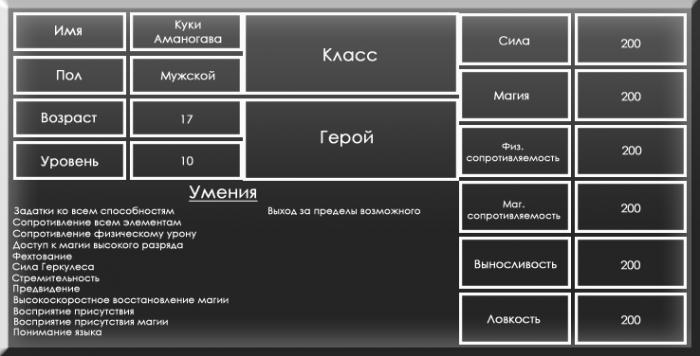 Имя
Куки
Аманогава
Класс
Сила
200
Пол
Мужской
Магия
200
Возраст
17
Герой
Физ.
сопротивляемость
200
Уровень
10
Маг.
сопротивляемость
200
Выносливость
200
Ловкость
200
Умения
Задатки ко всем способностям
Сопротивление всем элементам
Сопротивление физическому урону
Доступ к магии высокого разряда
Фехтование
Сила Геркулеса
Стремительность
Предвидение
Высокоскоростное восстановление магии
Восприятие присутствия
Восприятие присутствия магии
Понимание языка
Выход за пределы возможного